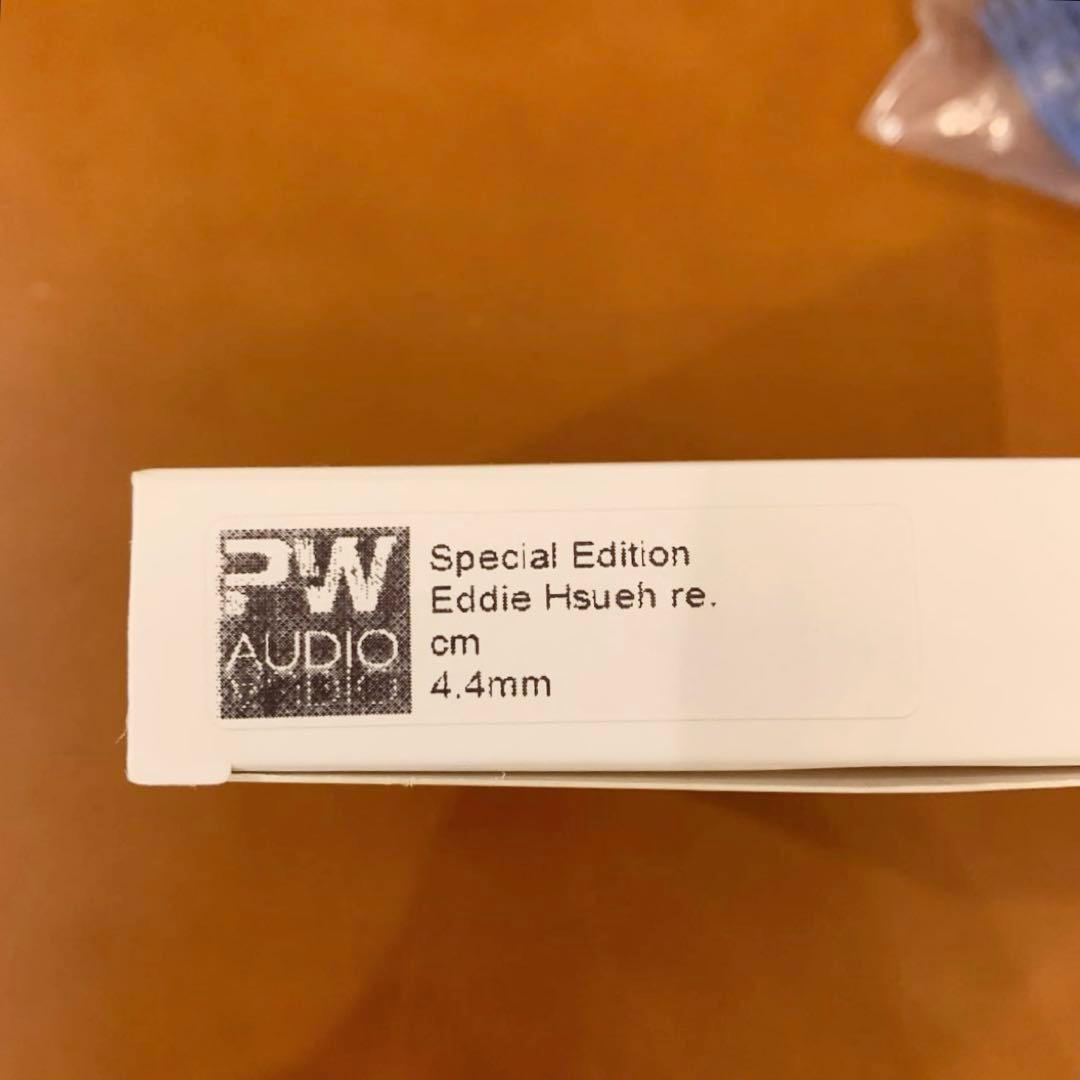 PW
AUDIO
Special Edition
Eddie Hsueh re.
cm
4.4mm